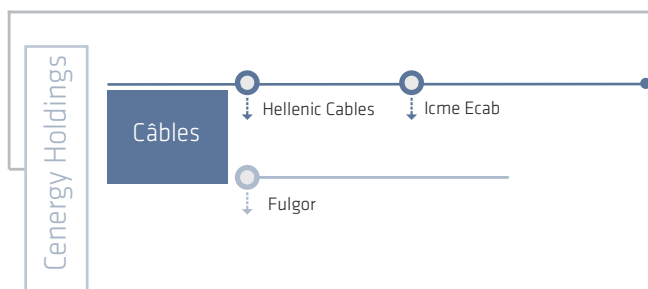 Cenergy Holdings
Câbles
Hellenic Cables
Icme Ecab
Fulgor